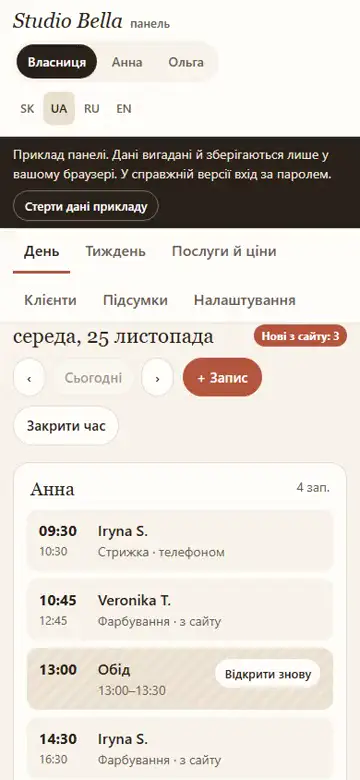 Studio Bella панель
Власниця Анна Ольга
SK UA RU EN
Приклад панелі. Дані вигадані й зберігаються лише у
вашому браузері. У справжній версії вхід за паролем.
Стерти дані прикладу
День Тиждень Послуги й ціни
Клієнти Підсумки Налаштування
середа, 25 листопада Нові з сайту: 3
‹ Сьогодні › + Запис
Закрити час
Анна 4 зап.
09:30 Iryna S.
10:30 Стрижка · телефоном
10:45 Veronika T.
12:45 Фарбування · з сайту
13:00 Обід Відкрити знову
13:00–13:30
14:30 Iryna S.
16:30 Фарбування · з сайту